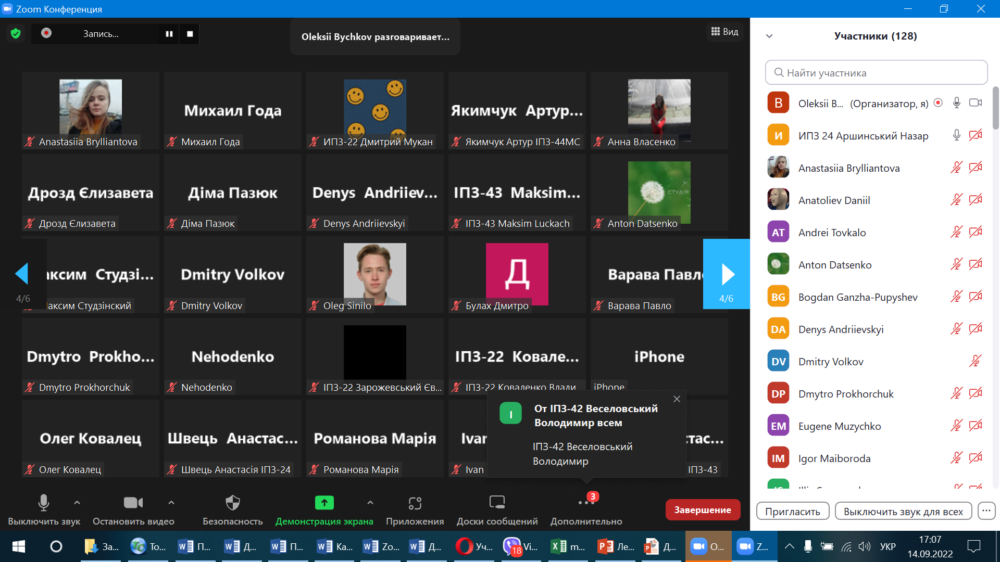 Zoom Конференция
Запись...
Oleksii Bychkov разговаривает...
Вид
Anastasiia Brylliantova
Михаил Года
Михаил Года
ИПЗ-22 Дмитрий Мукан
Якимчук Артур...
Якимчук Артур ІПЗ-44МС
Анна Власенко
Дрозд Єлизавета
Дрозд Єлизавета
Діма Пазюк
Діма Пазюк
Denys Andriiev...
Denys Andriievskyi
ІПЗ-43 Maksim...
ІПЗ-43 Maksim Luckach
СТУДІЯ
Anton Datsenko
4/6
аксим Студзі...
аксим Студзінский
Dmitry Volkov
Dmitry Volkov
Oleg Sinilo
Д
Булах Дмитро
Варава Павл
Варава Павло
4/6
Dmytro Prokho...
Dmytro Prokhorchuk
Nehodenko
Nehodenko
ІПЗ-22 Зарожевський Єв...
ІПЗ-22 Ковале...
ІПЗ-22 Коваленко Влади
iPhone
iPhone
Олег Ковалец
Олег Ковалец
Швець Анастас...
Швець Анастасія ІПЗ-24
Романова Марія
Романова Марія
Ivan
Ivan
тас...
ІПЗ-43
І
От ІПЗ-42 Веселовський
Володимир всем
ІПЗ-42 Веселовський
Володимир
Выключить звук
Остановить видео
Безопасность
Демонстрация экрана
Приложения
Доски сообщений
3
Дополнительно
Завершение
Участники (128)
Найти участника
B
Oleksii B... (Организатор, я)
И
ИПЗ 24 Аршинський Назар
Anastasiia Brylliantova
Anatoliev Daniil
AT
Andrei Tovkalo
Anton Datsenko
BG
Bogdan Ganzha-Pupyshev
DA
Denys Andriievskyi
DV
Dmitry Volkov
DP
Dmytro Prokhorchuk
EM
Eugene Muzychko
IM
Igor Maiboroda
Пригласить
Выключить звук для всех
...
За...
To...
П...
Д...
П...
Ка...
Zo...
Д...
Уч...
18
Vi...
m...
Ле...
Д...
O...
Z...
УКР
17:07
14.09.2022